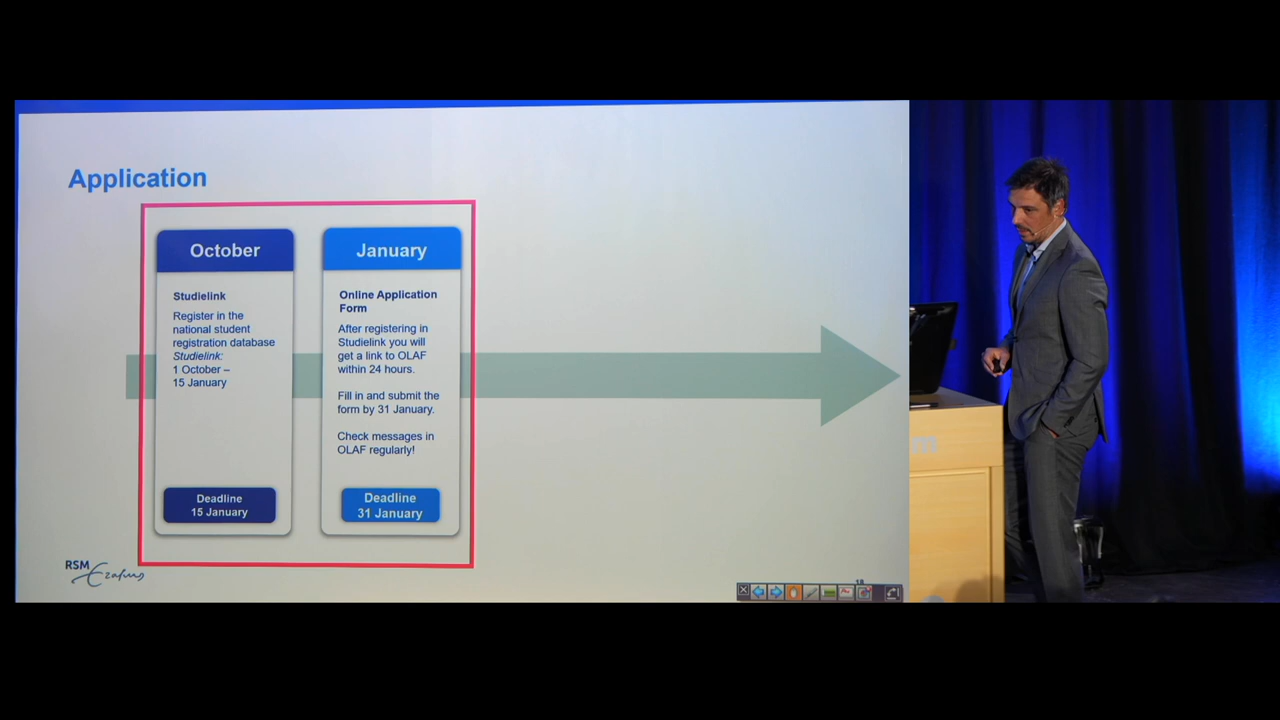 Application
October
Studielink
Register in the
national student
registration database
Studielink:
1 October –
15 January
Deadline
15 January
January
Online Application
Form
After registering in
Studielink you will
get a link to OLAF
within 24 hours.
Fill in and submit the
form by 31 January.
Check messages in
OLAF regularly!
Deadline
31 January
RSM
Erasmus
18